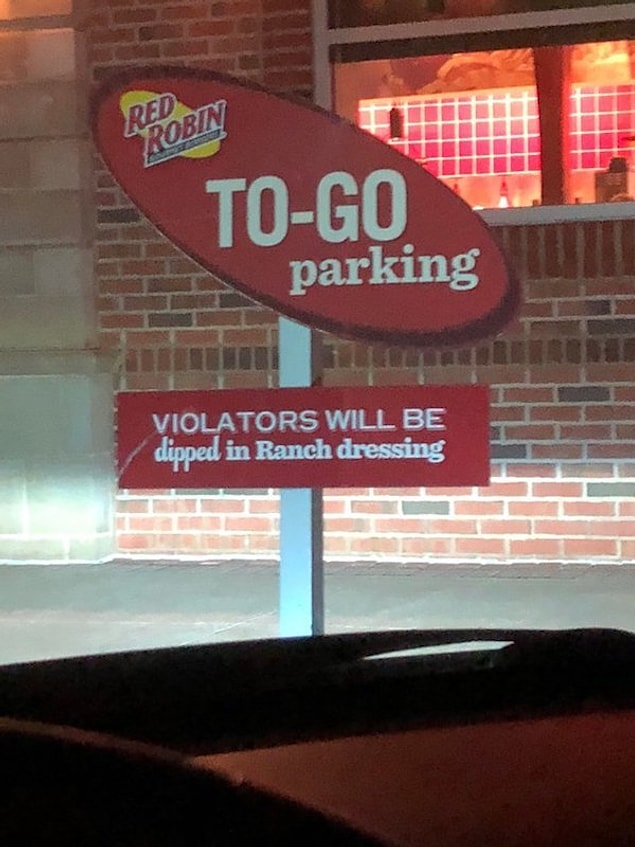 RED
ROBIN
TO-GO
parking
VIOLATORS WILL BE
dipped in Ranch dressing